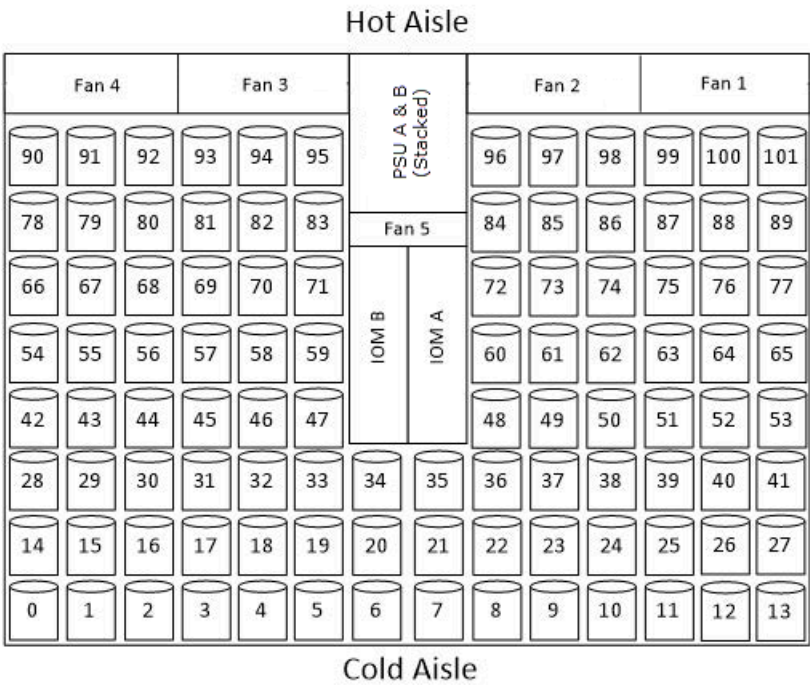 Hot Aisle
Fan 4 Fan 3 PSU A & B (Stacked) Fan 2 Fan 1
90 91 92 93 94 95 96 97 98 99 100 101
78 79 80 81 82 83 Fan 5 84 85 86 87 88 89
66 67 68 69 70 71 72 73 74 75 76 77
54 55 56 57 58 59 IOM B IOM A 60 61 62 63 64 65
42 43 44 45 46 47 48 49 50 51 52 53
28 29 30 31 32 33 34 35 36 37 38 39 40 41
14 15 16 17 18 19 20 21 22 23 24 25 26 27
0 1 2 3 4 5 6 7 8 9 10 11 12 13
Cold Aisle